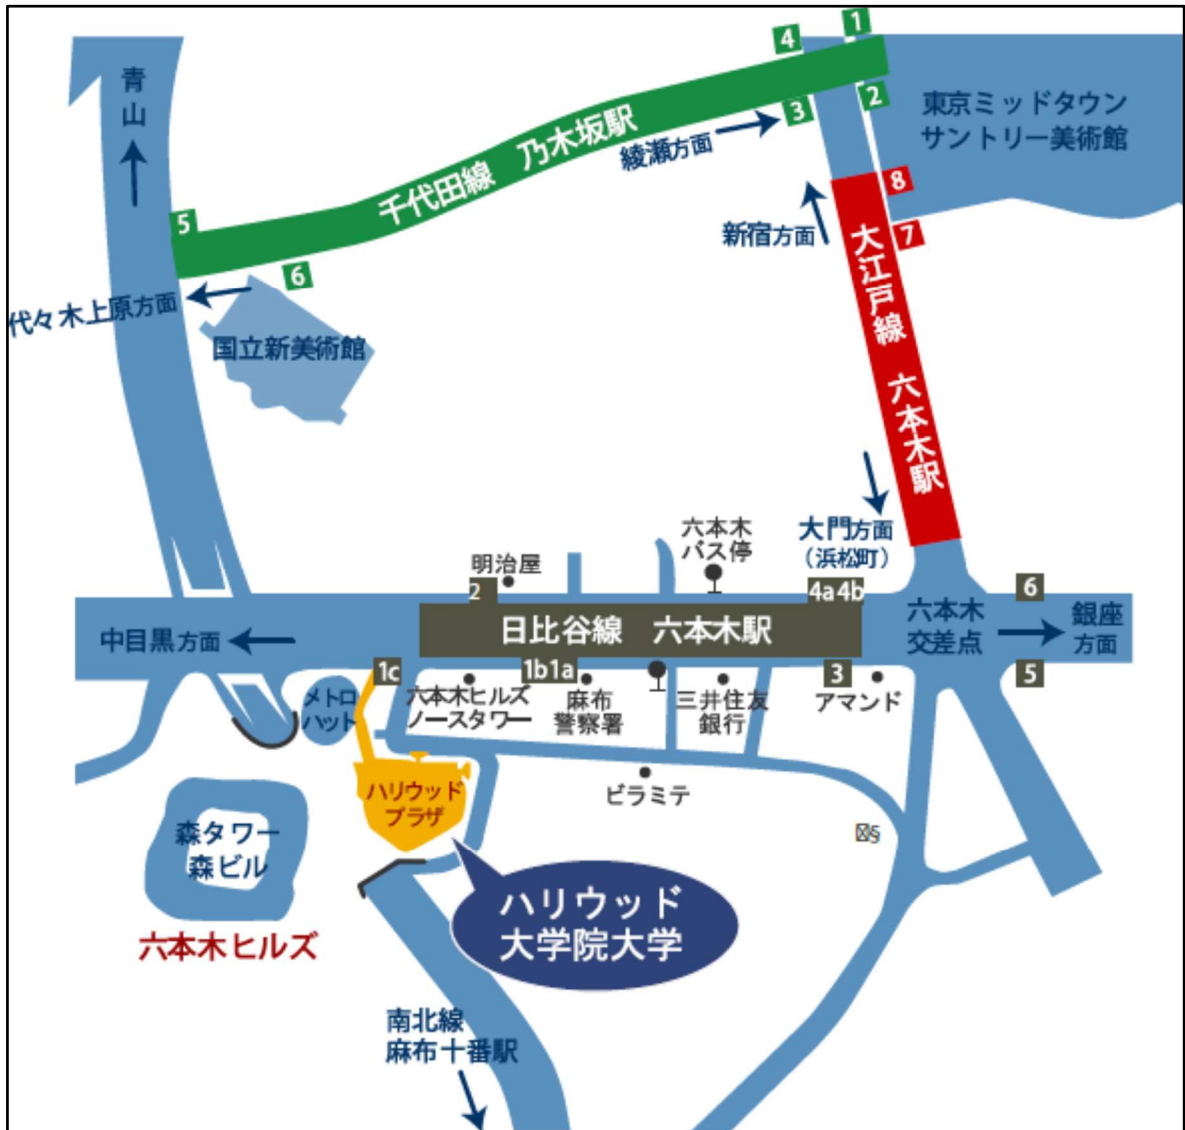 1
4
青
山
2
3
東京ミッドタウン
サントリー美術館
千代田線 乃木坂駅
綾瀬方面
8
5
7
新宿方面
6
代々木上原方面
国立新美術館
大江戸線 六本木駅
六本木
バス停
大門方面
（浜松町）
明治屋
2
4a 4b
6
中目黒方面
日比谷線 六本木駅
六本木
交差点
銀座
方面
1c
1b1a
3
5
メトロ
ハット
六本木ヒルズ
ノースタワー
麻布
警察署
三井住友
銀行
アマンド
ハリウッド
プラザ
ピラミテ
森タワー
森ビル
六本木ヒルズ
ハリウッド
大学院大学
南北線
麻布十番駅